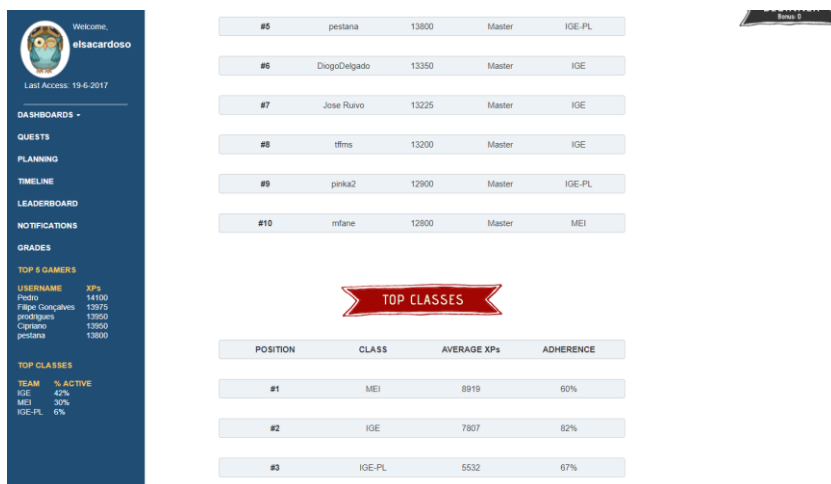 Welcome,
elsacardoso
Last Access: 19-6-2017
DASHBOARDS
QUESTS
PLANNING
TIMELINE
LEADERBOARD
NOTIFICATIONS
GRADES
TOP 5 GAMERS
USERNAME XPs
Pedro 14100
Filipe Gonçalves 13975
prodrigues 13950
Cipriano 13950
pestana 13800
TOP CLASSES
TEAM % ACTIVE
IGE 42%
MEI 30%
IGE-PL 6%
#5 pestana 13800 Master IGE-PL
#6 DiogoDelgado 13350 Master IGE
#7 Jose Ruivo 13225 Master IGE
#8 tffms 13200 Master IGE
#9 pinka2 12900 Master IGE-PL
#10 mfane 12800 Master MEI
TOP CLASSES
POSITION CLASS AVERAGE XPs ADHERENCE
#1 MEI 8919 60%
#2 IGE 7807 82%
#3 IGE-PL 5532 67%
Bonus: 0